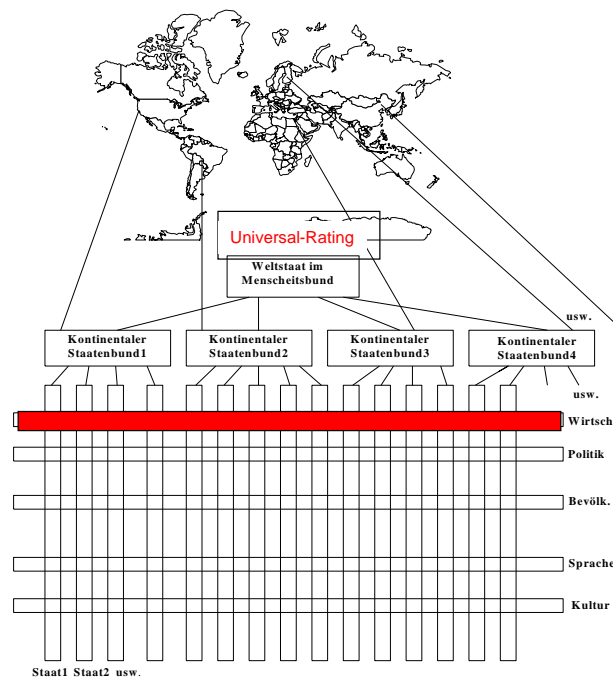 Universal-Rating
Weltstaat im
Menscheitsbund
usw.
Kontinentaler
Staatenbund1
Kontinentaler
Staatenbund2
Kontinentaler
Staatenbund3
Kontinentaler
Staatenbund4
usw.
Wirtsch
Politik
Bevölk.
Sprache
Kultur
Staat1 Staat2 usw.